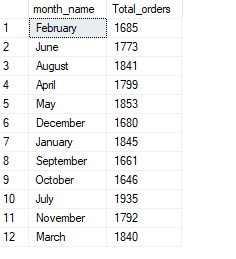 month_name Total_orders
1 February 1685
2 June 1773
3 August 1841
4 April 1799
5 May 1853
6 December 1680
7 January 1845
8 September 1661
9 October 1646
10 July 1935
11 November 1792
12 March 1840